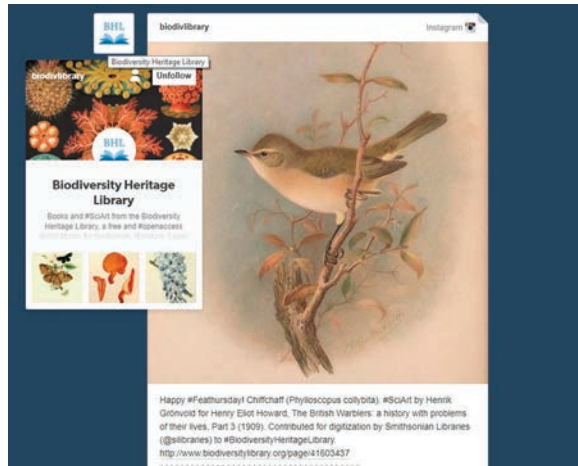 BHL
biodivlibrary
Instagram
Biodiversity Heritage Library
biodivlibrary
Unfollow
BHL
Biodiversity Heritage
Library
Books and #SciArt from the Biodiversity
Heritage Library, a free and #openaccess
Happy #Feathursday! Chiffchaff (Phylloscopus collybita). #SciArt by Henrik
Grönvold for Henry Eliot Howard, The British Warblers: a history with problems
of their lives, Part 3 (1909). Contributed for digitization by Smithsonian Libraries
(@silibraries) to #BiodiversityHeritageLibrary.
http://www.biodiversitylibrary.org/page/41603437